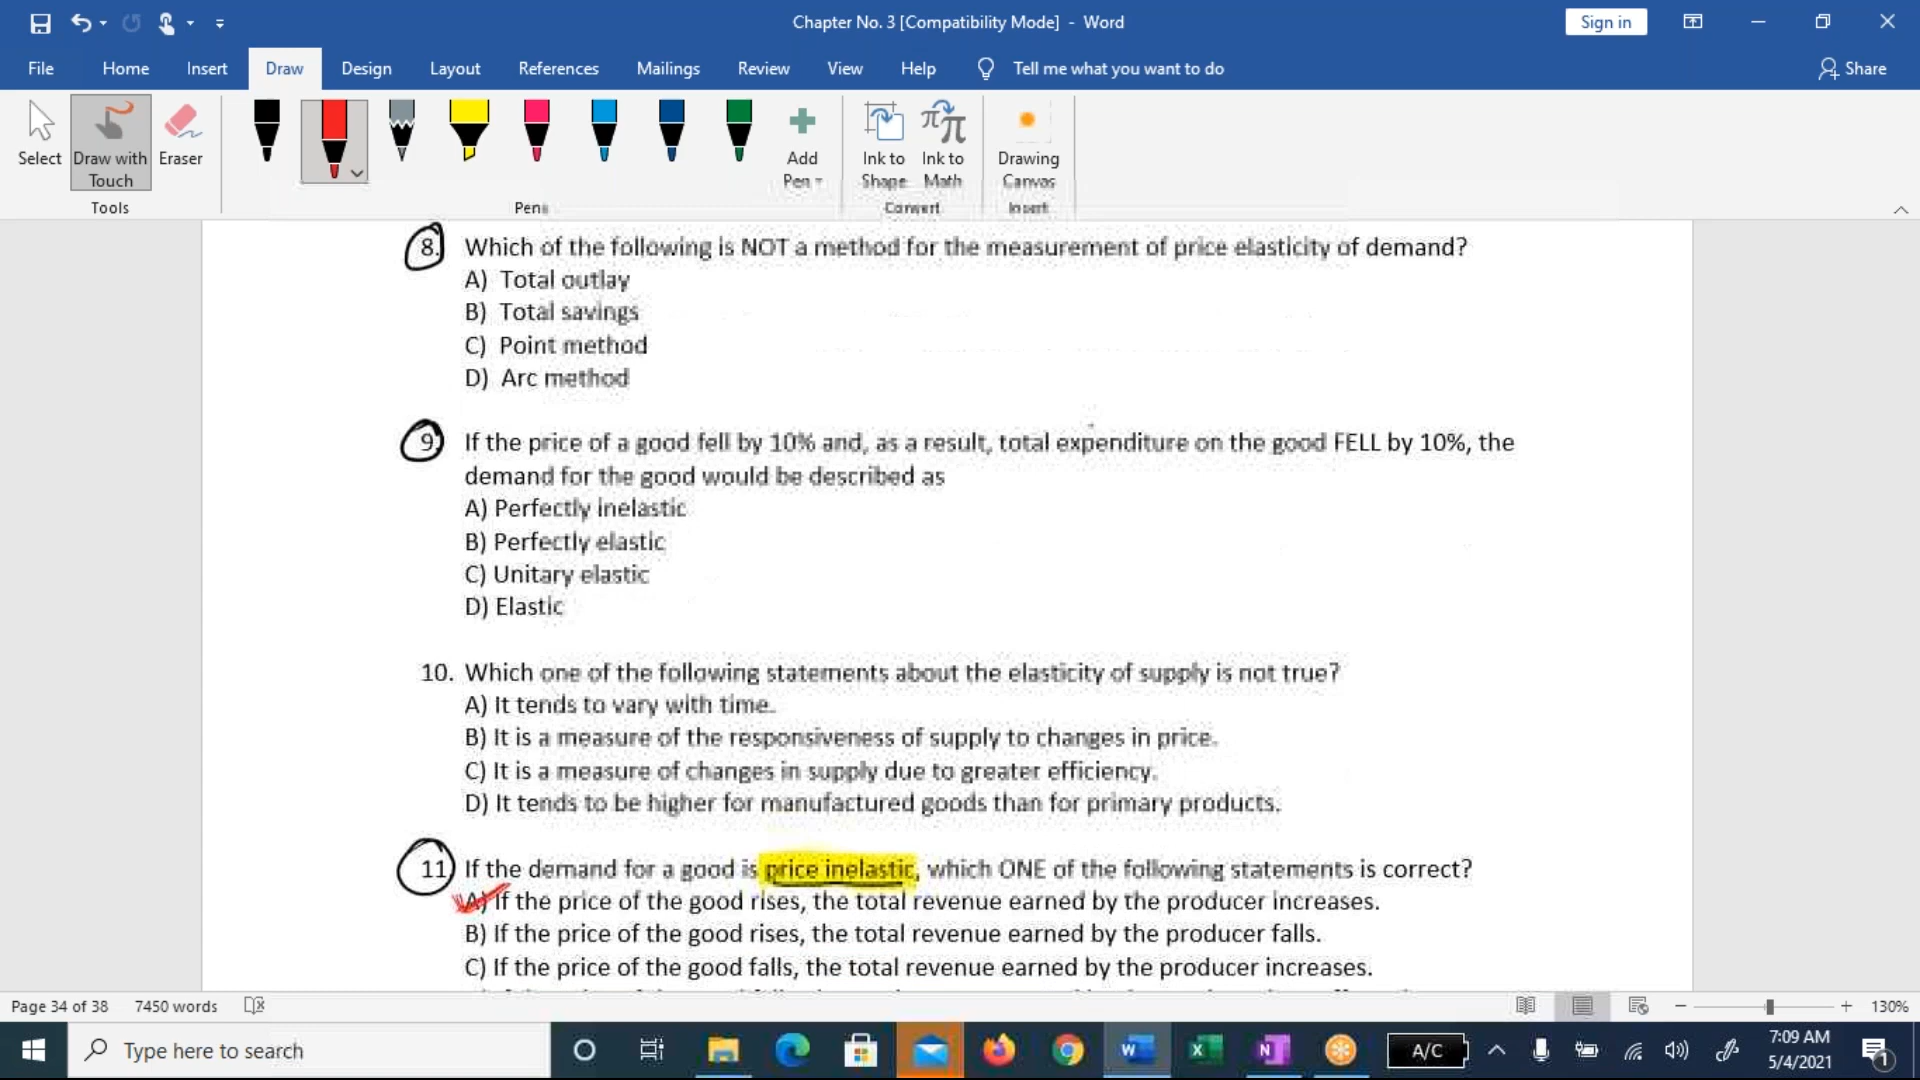 Chapter No. 3 [Compatibility Mode] - Word
Sign in
File Home Insert Draw Design Layout References Mailings Review View Help Tell me what you want to do Share
Select Draw with Touch Eraser
Add Pen
Ink to Shape Ink to Math
Drawing Canvas
Tools Pens Convert Insert
8. Which of the following is NOT a method for the measurement of price elasticity of demand?
A) Total outlay
B) Total savings
C) Point method
D) Arc method
9. If the price of a good fell by 10% and, as a result, total expenditure on the good FELL by 10%, the
demand for the good would be described as
A) Perfectly inelastic
B) Perfectly elastic
C) Unitary elastic
D) Elastic
10. Which one of the following statements about the elasticity of supply is not true?
A) It tends to vary with time.
B) It is a measure of the responsiveness of supply to changes in price.
C) It is a measure of changes in supply due to greater efficiency.
D) It tends to be higher for manufactured goods than for primary products.
11 If the demand for a good is price inelastic, which ONE of the following statements is correct?
A) If the price of the good rises, the total revenue earned by the producer increases.
B) If the price of the good rises, the total revenue earned by the producer falls.
C) If the price of the good falls, the total revenue earned by the producer increases.
Page 34 of 38 7450 words 130%
Type here to search
A/C
7:09 AM
5/4/2021
1